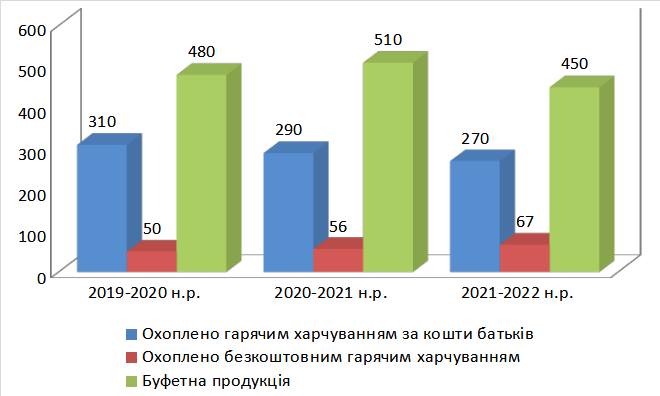 600
500
400
300
200
100
0
310
50
480
290
56
510
270
67
450
2019-2020 н.р.
2020-2021 н.р.
2021-2022 н.р.
Охоплено гарячим харчуванням за кошти батьків
Охоплено безкоштовним гарячим харчуванням
Буфетна продукція